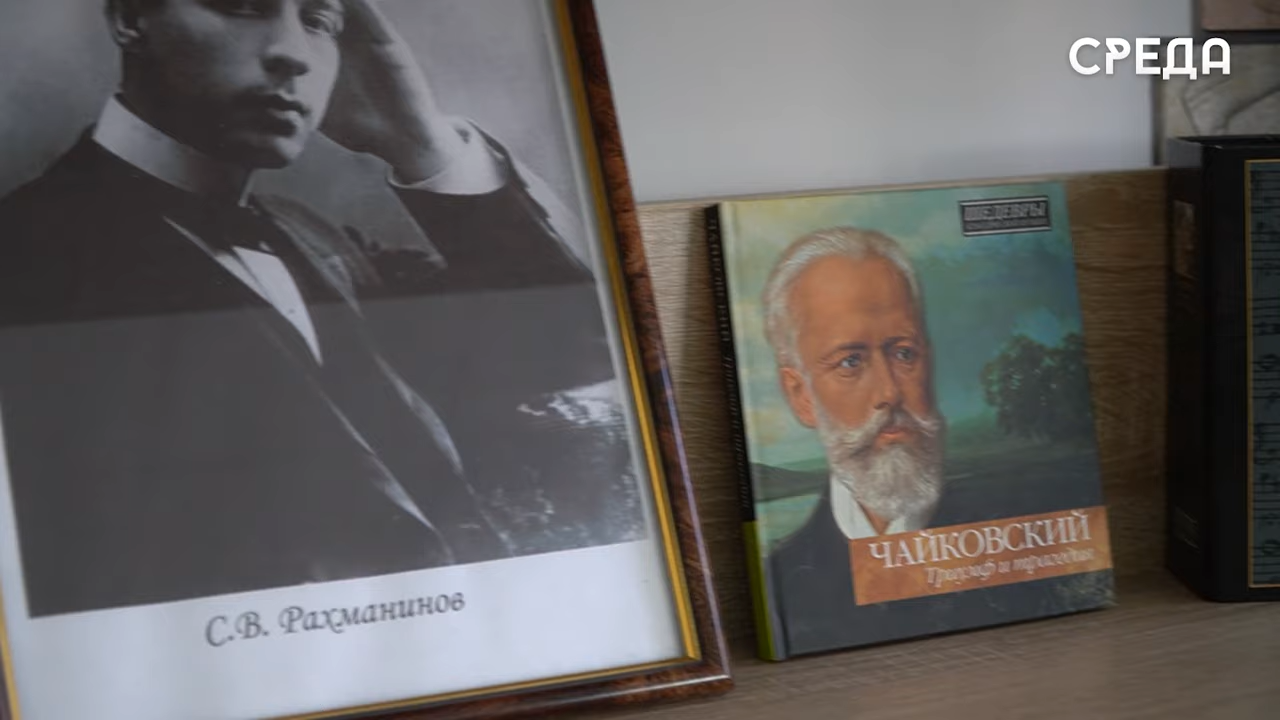 СРЕДА
ШЕДЕВРЫ
ЧАЙКОВСКИЙ
Триумф и трагедия
С.В. Рахманинов